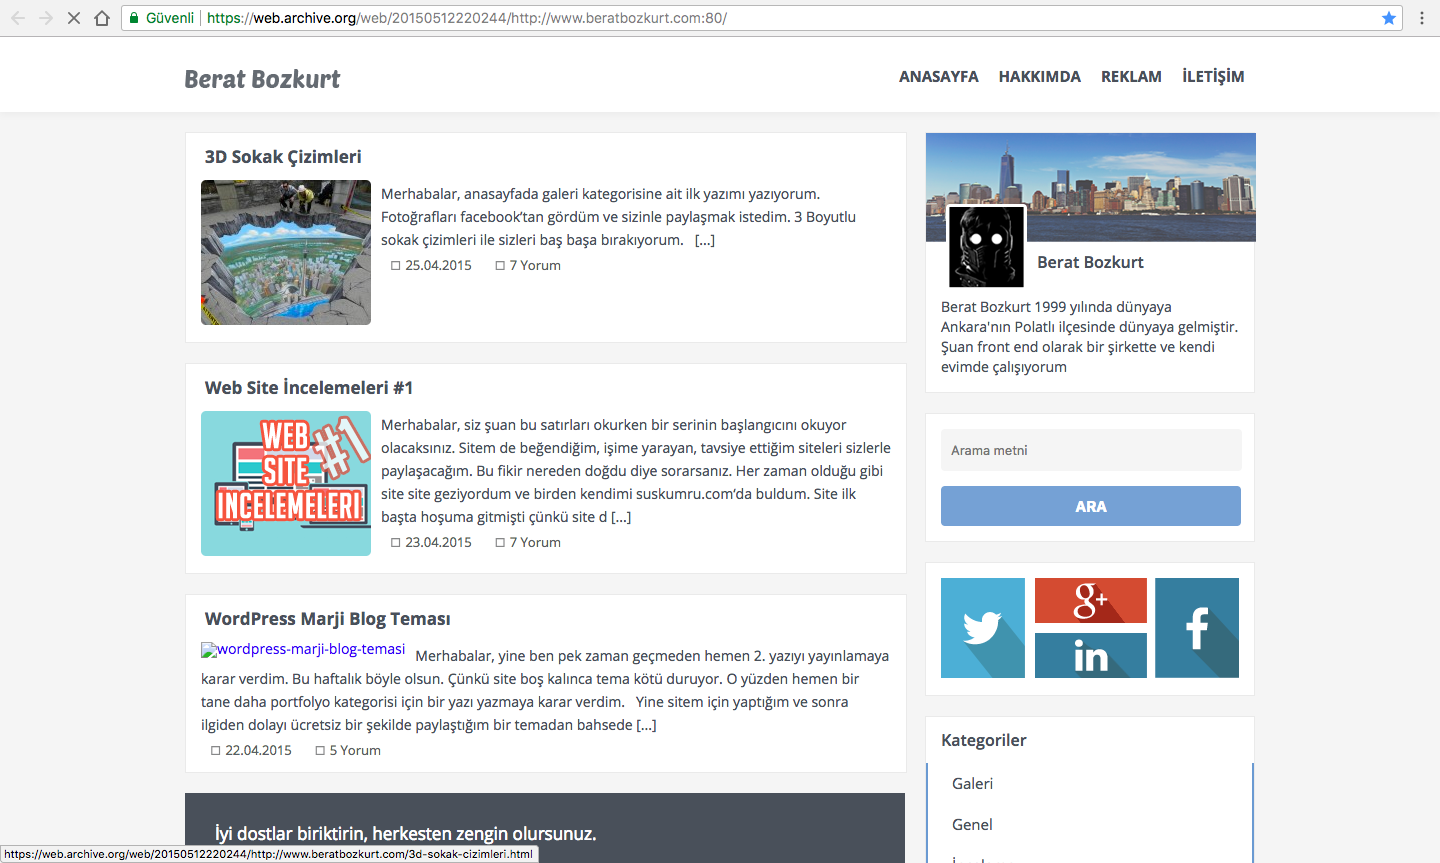 Güvenli https://web.archive.org/web/20150512220244/http://www.beratbozkurt.com:80/
Berat Bozkurt
ANASAYFA HAKKIMDA REKLAM İLETİŞİM
3D Sokak Çizimleri
Merhabalar, anasayfada galeri kategorisine ait ilk yazımı yazıyorum.
Fotoğrafları facebook’tan gördüm ve sizinle paylaşmak istedim. 3 Boyutlu
sokak çizimleri ile sizleri baş başa bırakıyorum. [...]
25.04.2015 7 Yorum
Web Site İncelemeleri #1
WEB
SITE
INCELEMELERI
#1
Merhabalar, siz şuan bu satırları okurken bir serinin başlangıcını okuyor
olacaksınız. Sitem de beğendiğim, işime yarayan, tavsiye ettiğim siteleri sizlerle
paylaşacağım. Bu fikir nereden doğdu diye sorarsanız. Her zaman olduğu gibi
site site geziyordum ve birden kendimi suskumru.com’da buldum. Site ilk
başta hoşuma gitmişti çünkü site d [...]
23.04.2015 7 Yorum
WordPress Marji Blog Teması
wordpress-marji-blog-temasi Merhabalar, yine ben pek zaman geçmeden hemen 2. yazıyı yayınlamaya
karar verdim. Bu haftalık böyle olsun. Çünkü site boş kalınca tema kötü duruyor. O yüzden hemen bir
tane daha portfolyo kategorisi için bir yazı yazmaya karar verdim. Yine sitem için yaptığım ve sonra
ilgiden dolayı ücretsiz bir şekilde paylaştığım bir temadan bahsede [...]
22.04.2015 5 Yorum
İyi dostlar biriktirin, herkesten zengin olursunuz.
Berat Bozkurt
Berat Bozkurt 1999 yılında dünyaya
Ankara'nın Polatlı ilçesinde dünyaya gelmiştir.
Şuan front end olarak bir şirkette ve kendi
evimde çalışıyorum
Arama metni
ARA
g+
in
f
Kategoriler
Galeri
Genel
https://web.archive.org/web/20150512220244/http://www.beratbozkurt.com/3d-sokak-cizimleri.html